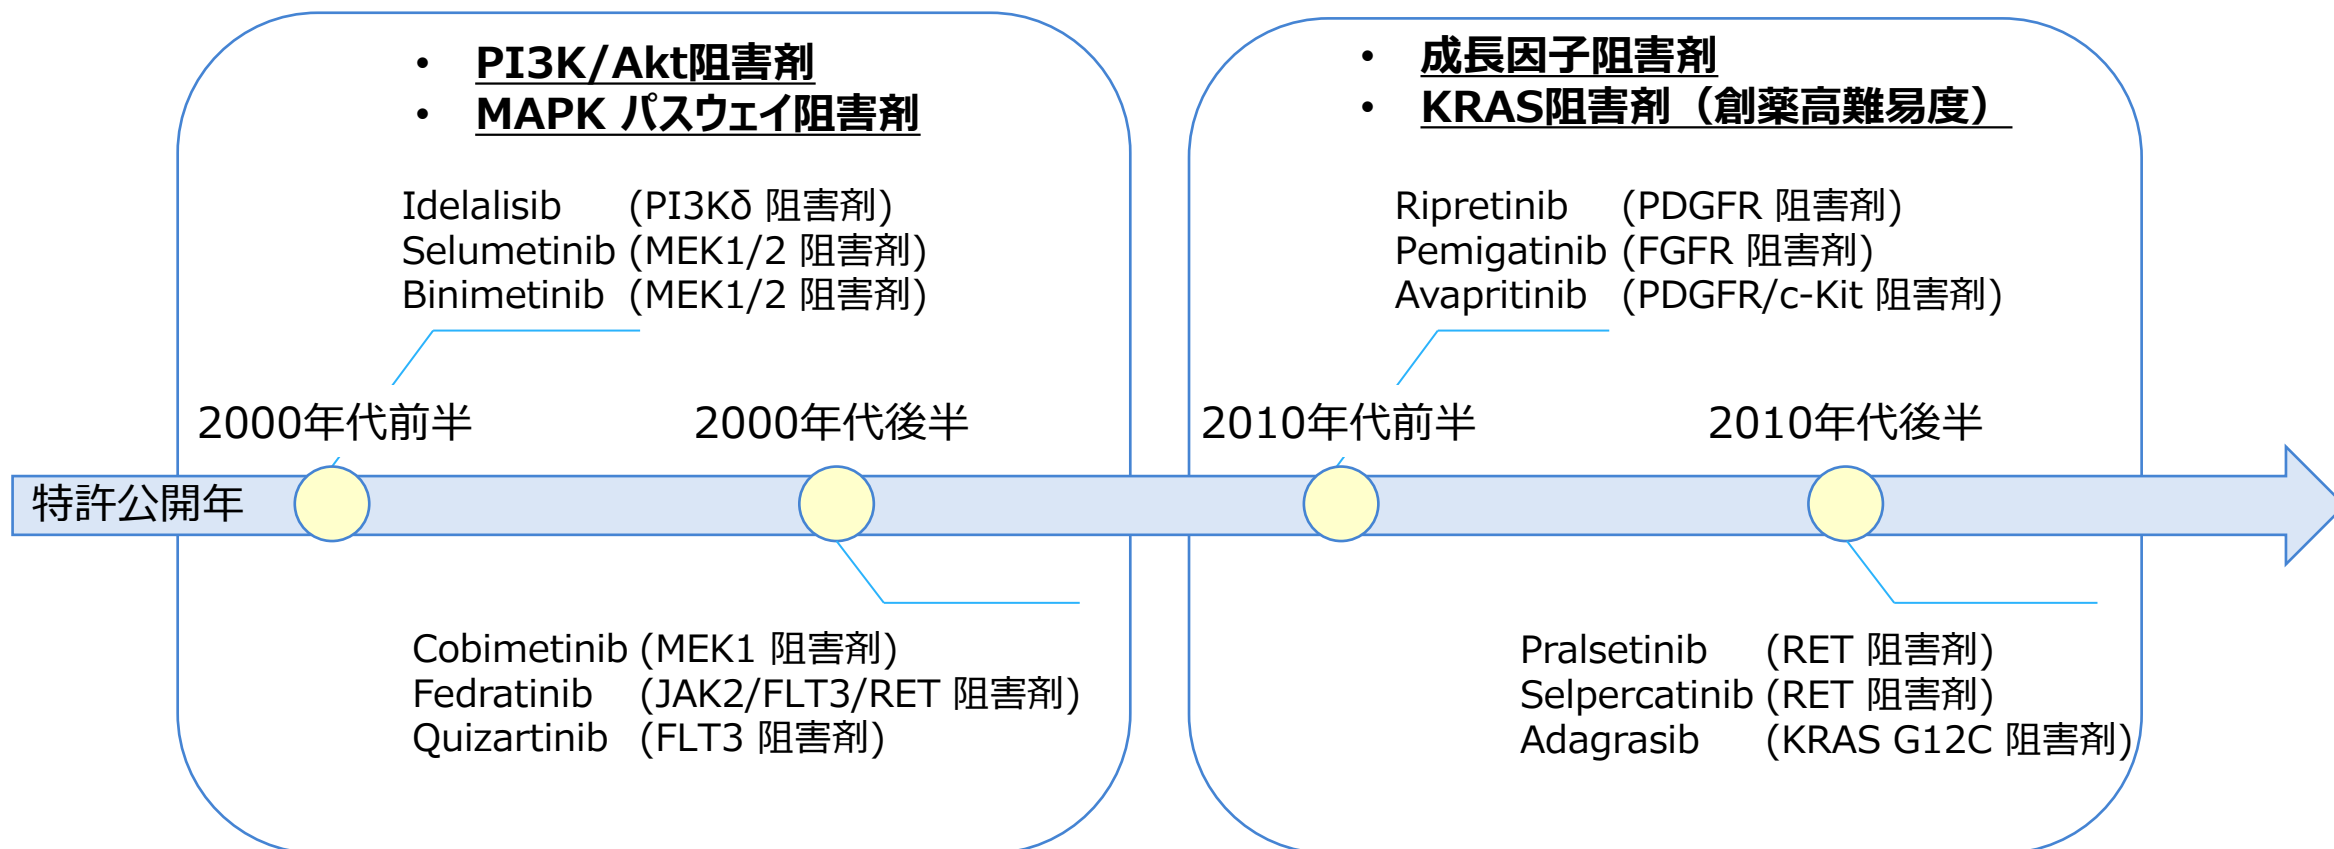 • PI3K/Akt阻害剤
• MAPK パスウェイ阻害剤
Idelalisib (PI3Kδ 阻害剤)
Selumetinib (MEK1/2 阻害剤)
Binimetinib (MEK1/2 阻害剤)
• 成長因子阻害剤
• KRAS阻害剤（創薬高難易度）
Ripretinib (PDGFR 阻害剤)
Pemigatinib (FGFR 阻害剤)
Avapritinib (PDGFR/c-Kit 阻害剤)
2000年代前半
2000年代後半
2010年代前半
2010年代後半
特許公開年
Cobimetinib (MEK1 阻害剤)
Fedratinib (JAK2/FLT3/RET 阻害剤)
Quizartinib (FLT3 阻害剤)
Pralsetinib (RET 阻害剤)
Selpercatinib (RET 阻害剤)
Adagrasib (KRAS G12C 阻害剤)